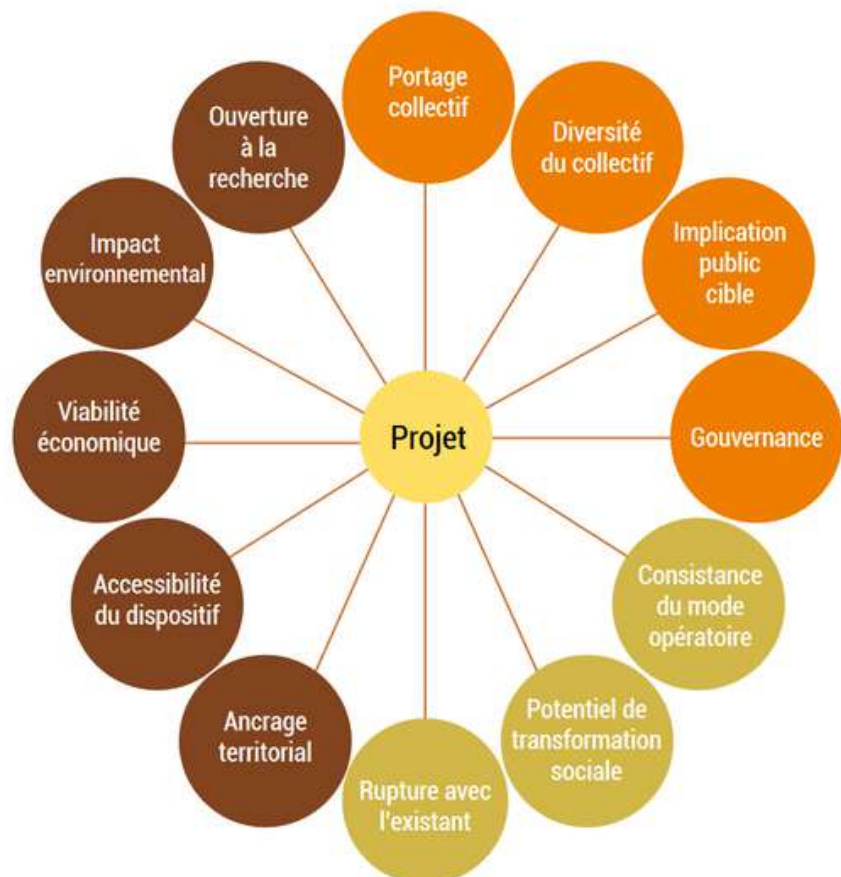 Portage
collectif
Diversité
du collectif
Implication
public
cible
Gouvernance
Consistance
du mode
opératoire
Potentiel de
transformation
sociale
Rupture avec
l'existant
Ancrage
territorial
Accessibilité
du dispositif
Viabilité
économique
Impact
environnemental
Ouverture
à la
recherche
Projet